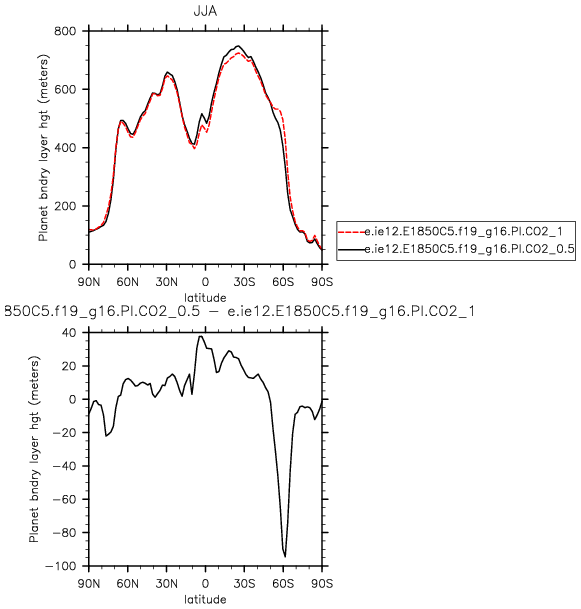 JJA
800
600
400
200
0
Planet bndry layer hgt (meters)
90N 60N 30N 0 30S 60S 90S
latitude
e.ie12.E1850C5.f19_g16.PI.CO2_1
e.ie12.E1850C5.f19_g16.PI.CO2_0.5
850C5.f19_g16.PI.CO2_0.5 − e.ie12.E1850C5.f19_g16.PI.CO2_1
40
20
0
−20
−40
−60
−80
−100
Planet bndry layer hgt (meters)
90N 60N 30N 0 30S 60S 90S
latitude